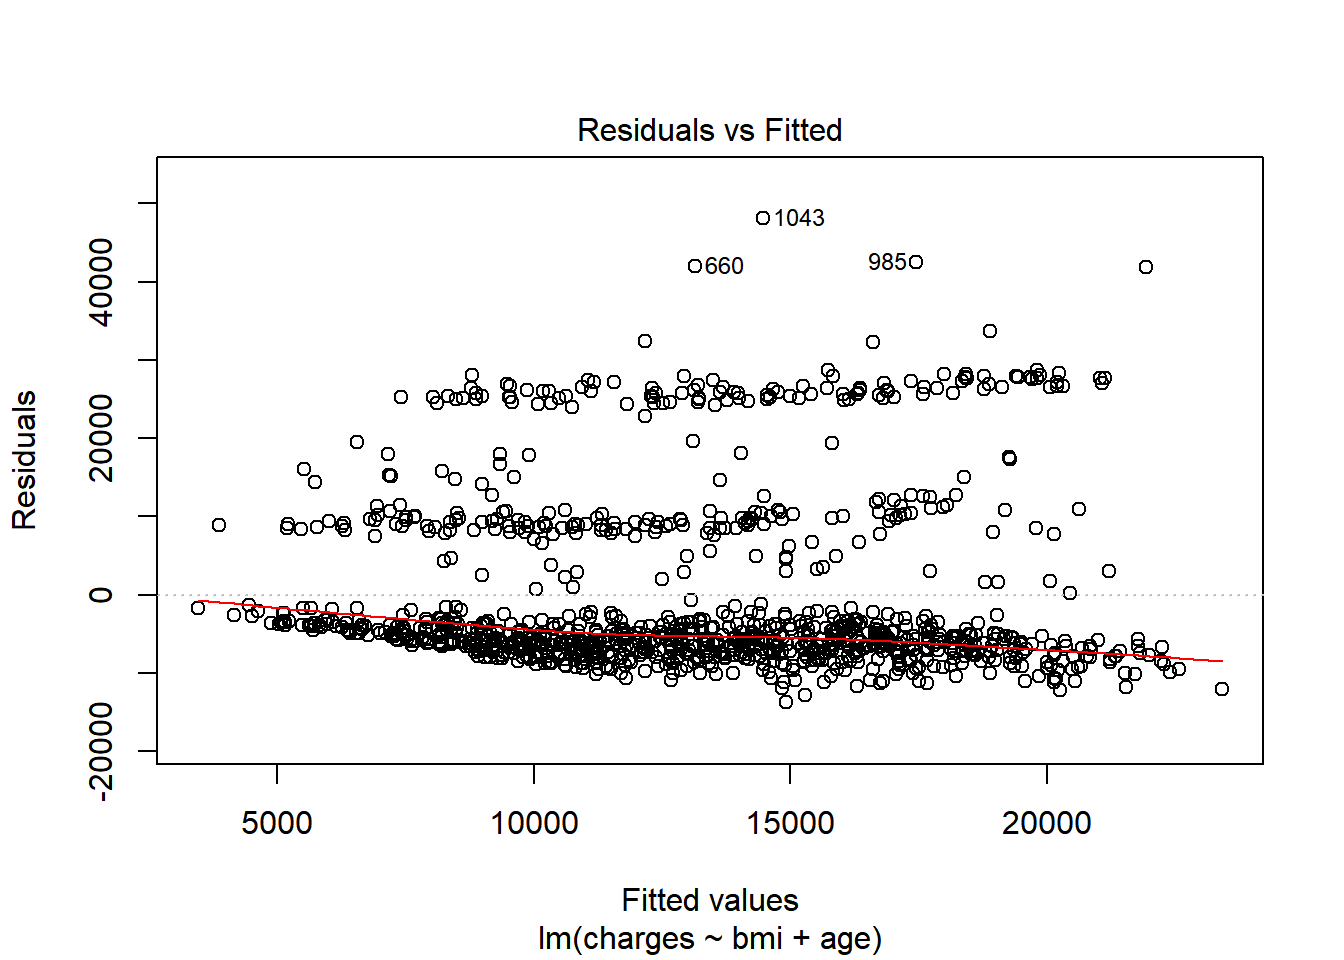 Residuals vs Fitted
Residuals
40000
20000
0
-20000
1043
660
985
5000 10000 15000 20000
Fitted values
lm(charges ~ bmi + age)